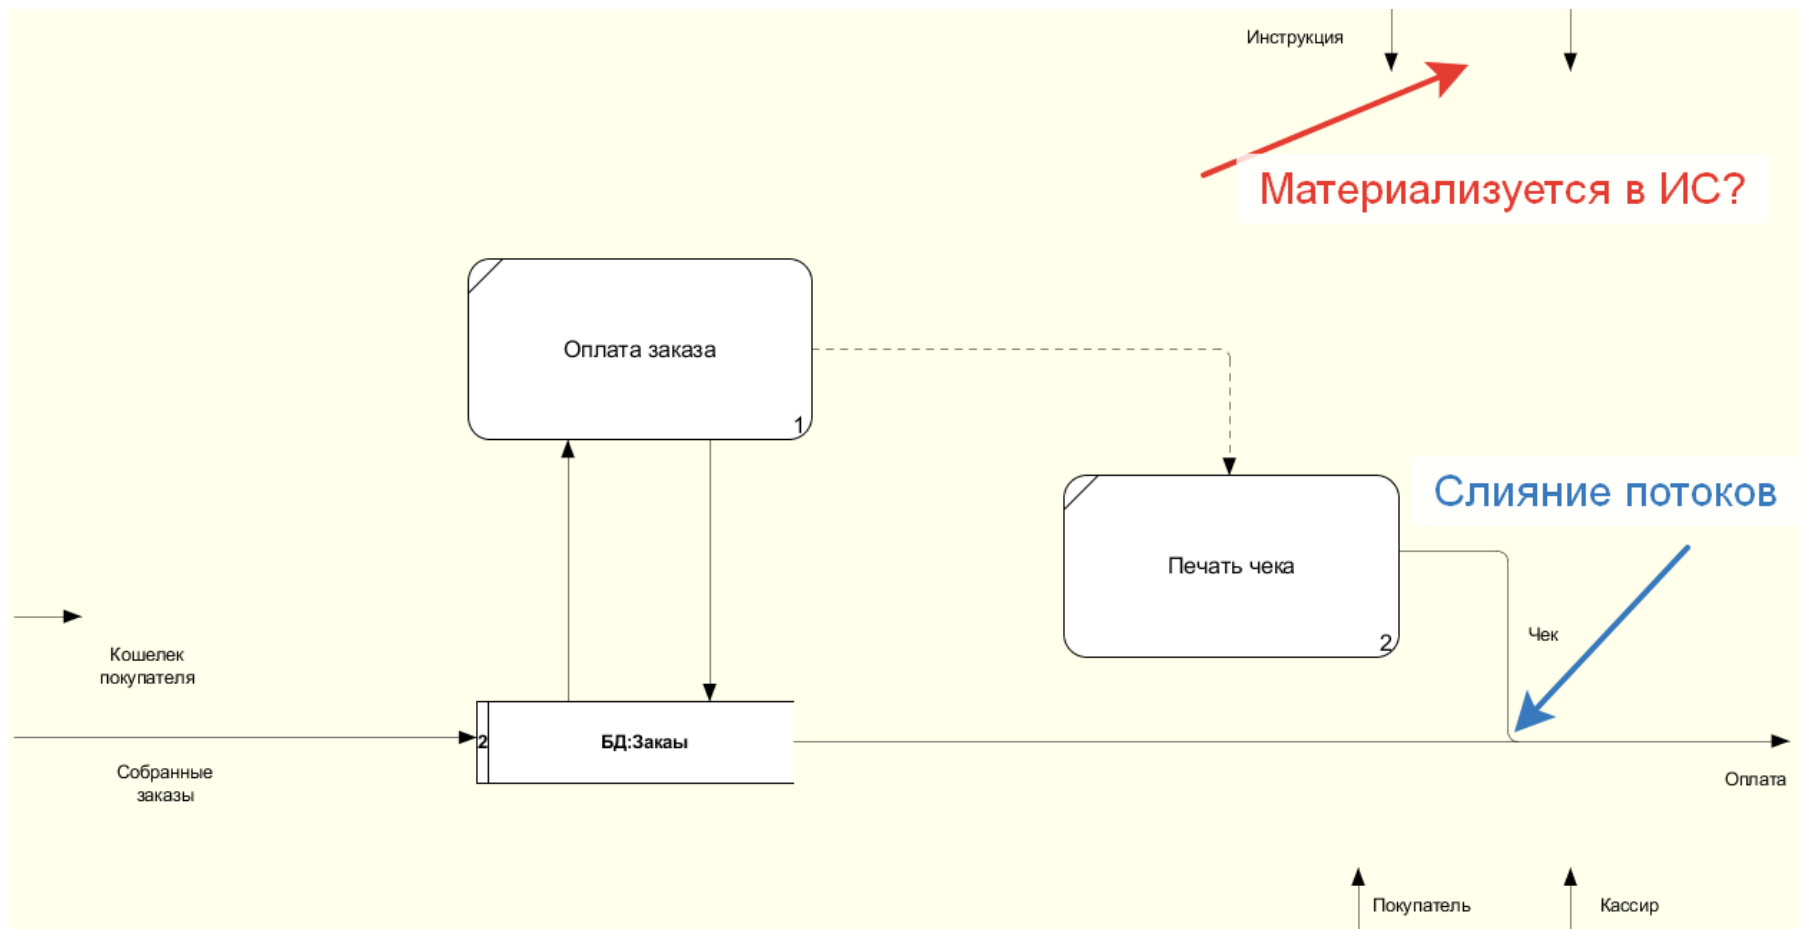 Инструкция
Материализуется в ИС?
Оплата заказа
1
Слияние потоков
Печать чека
2
Чек
Кошелек
покупателя
2
БД:Закаы
Собранные
заказы
Оплата
Покупатель
Кассир